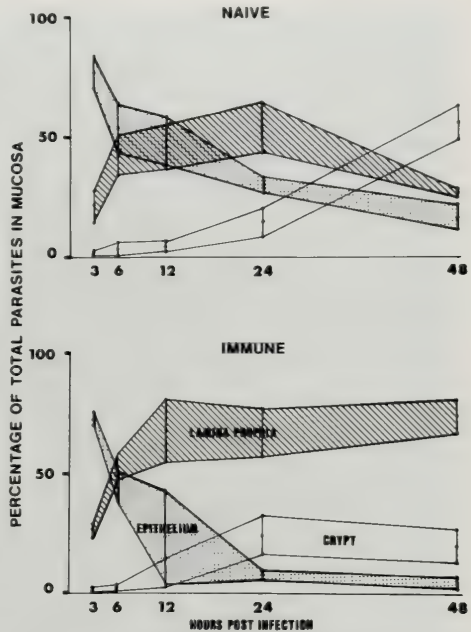 NAIVE
100
50
0
3 6 12 24 48
PERCENTAGE OF TOTAL PARASITES IN MUCOSA
IMMUNE
100
LAMINA PROPRIA
50
EPITHELIUM
CRYPT
0
3 6 12 24 48
HOURS POST INFECTION